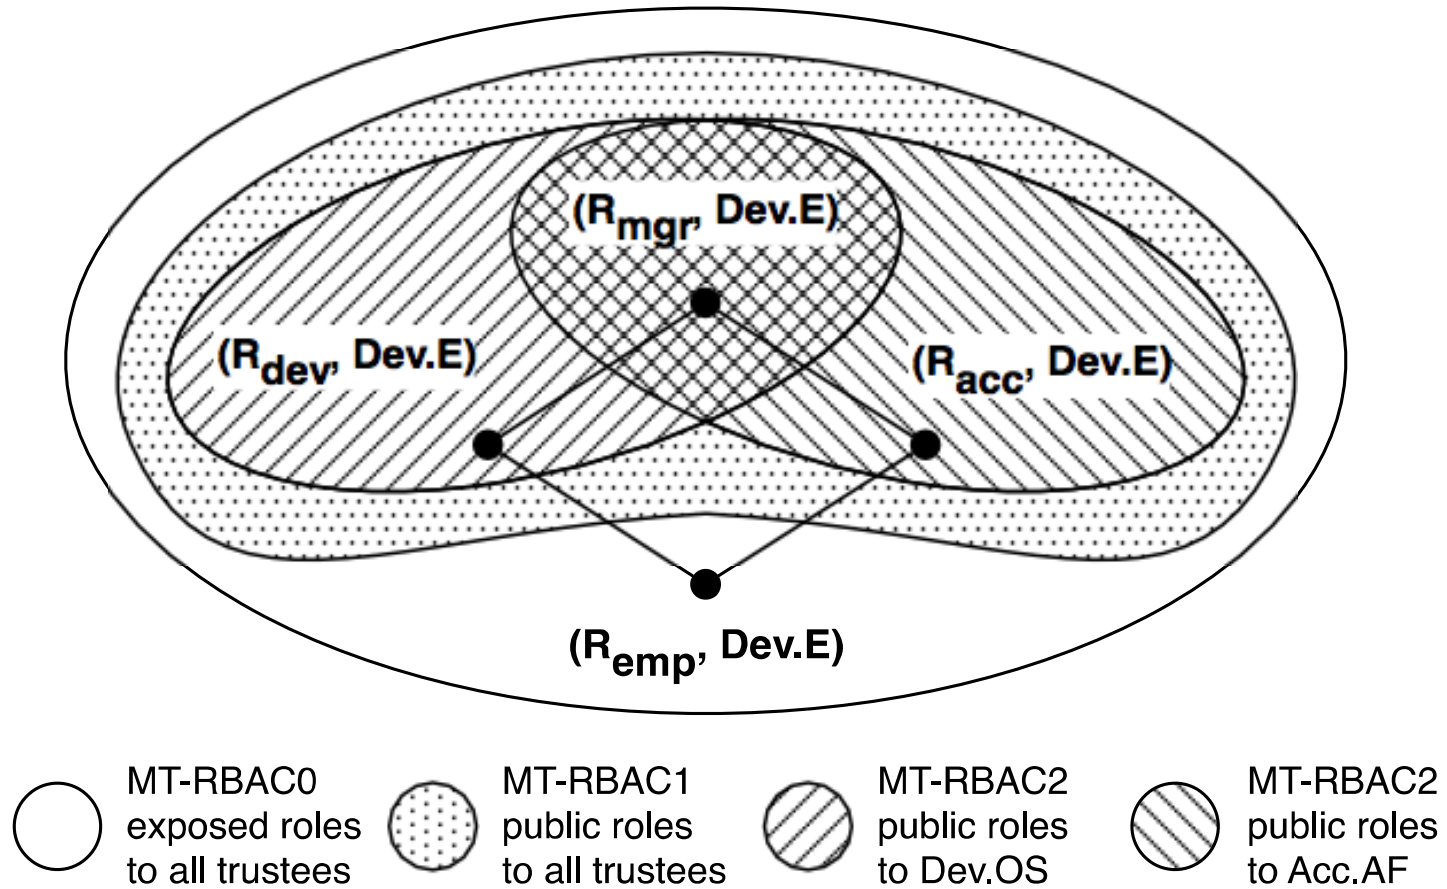 (Rmgr, Dev.E)
(Rdev, Dev.E)
(Racc, Dev.E)
(Remp, Dev.E)
MT-RBAC0
exposed roles
to all trustees
MT-RBAC1
public roles
to all trustees
MT-RBAC2
public roles
to Dev.OS
MT-RBAC2
public roles
to Acc.AF